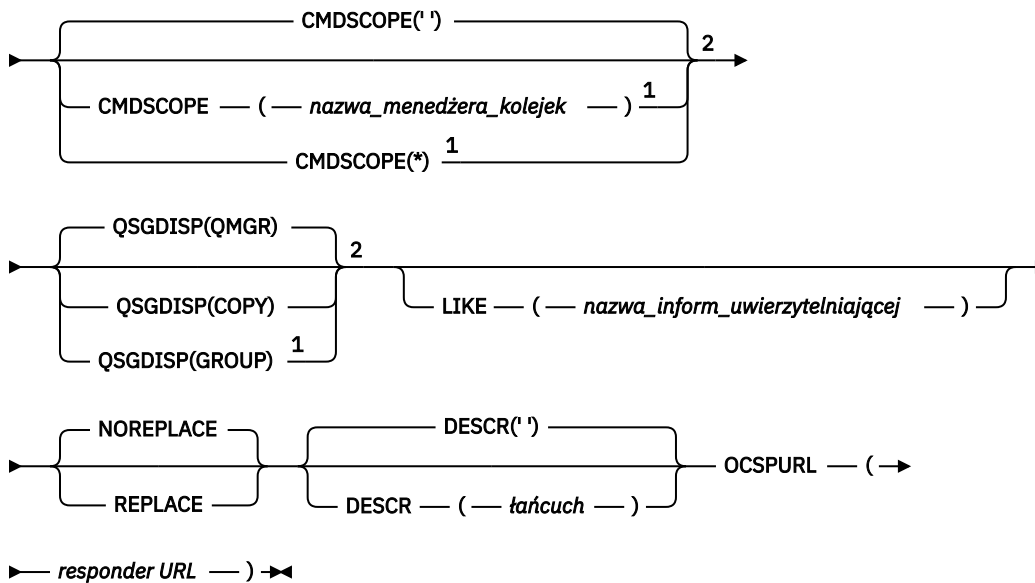 CMDSCOPE(' ')
2
CMDSCOPE ( nazwa_menedżera_kolejek ) 1
CMDSCOPE(*) 1
QSGDISP(QMGR)
2
QSGDISP(COPY) LIKE ( nazwa_inform_uwierzytelniającej )
QSGDISP(GROUP) 1
NOREPLACE DESCR(' ')
OCSPURL (
REPLACE DESCR ( łańcuch )
responder URL )